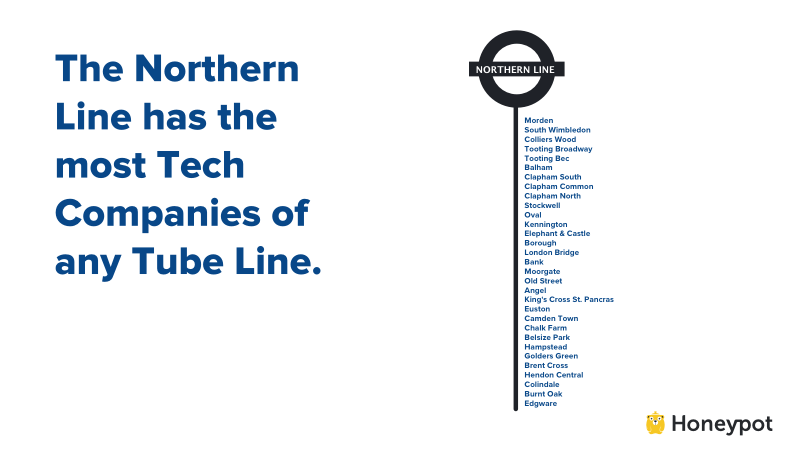 The Northern
Line has the
most Tech
Companies of
any Tube Line.
NORTHERN LINE
Morden
South Wimbledon
Colliers Wood
Tooting Broadway
Tooting Bec
Balham
Clapham South
Clapham Common
Clapham North
Stockwell
Oval
Kennington
Elephant & Castle
Borough
London Bridge
Bank
Moorgate
Old Street
Angel
King's Cross St. Pancras
Euston
Camden Town
Chalk Farm
Belsize Park
Hampstead
Golders Green
Brent Cross
Hendon Central
Colindale
Burnt Oak
Edgware
Honeypot